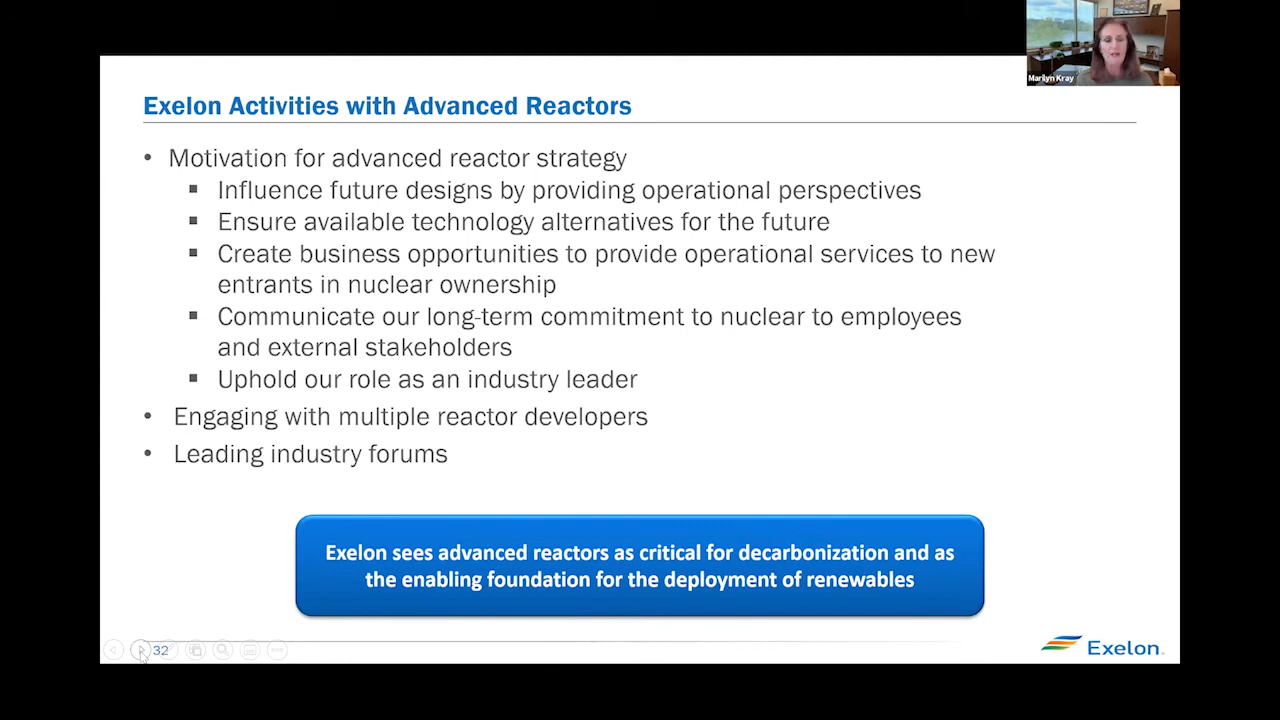 Marilyn Kray
Exelon Activities with Advanced Reactors
• Motivation for advanced reactor strategy
▪ Influence future designs by providing operational perspectives
▪ Ensure available technology alternatives for the future
▪ Create business opportunities to provide operational services to new
entrants in nuclear ownership
▪ Communicate our long-term commitment to nuclear to employees
and external stakeholders
▪ Uphold our role as an industry leader
• Engaging with multiple reactor developers
• Leading industry forums
Exelon sees advanced reactors as critical for decarbonization and as
the enabling foundation for the deployment of renewables
32
Exelon.